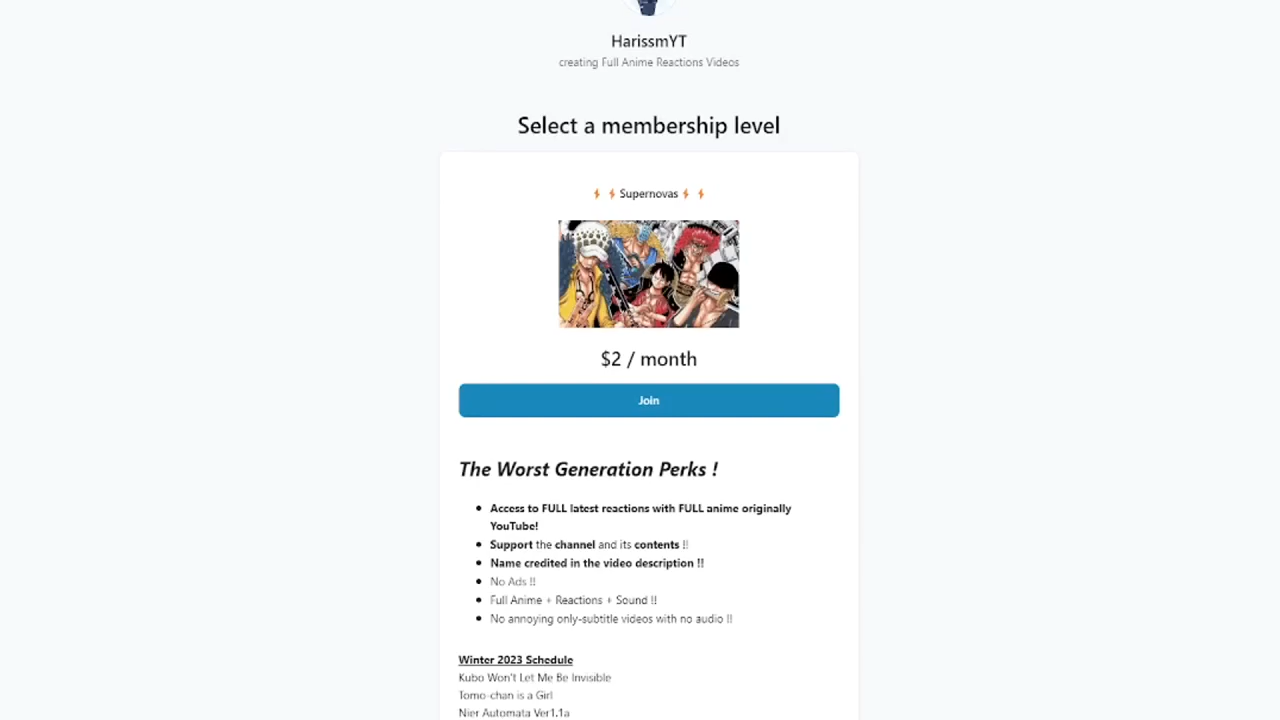 HarissmYT
creating Full Anime Reactions Videos
Select a membership level
Supernovas
$2 / month
Join
The Worst Generation Perks !
Access to FULL latest reactions with FULL anime originally
YouTube!
Support the channel and its contents !!
Name credited in the video description !!
No Ads !!
Full Anime + Reactions + Sound !!
No annoying only-subtitle videos with no audio !!
Winter 2023 Schedule
Kubo Won't Let Me Be Invisible
Tomo-chan is a Girl
Nier Automata Ver1.1a